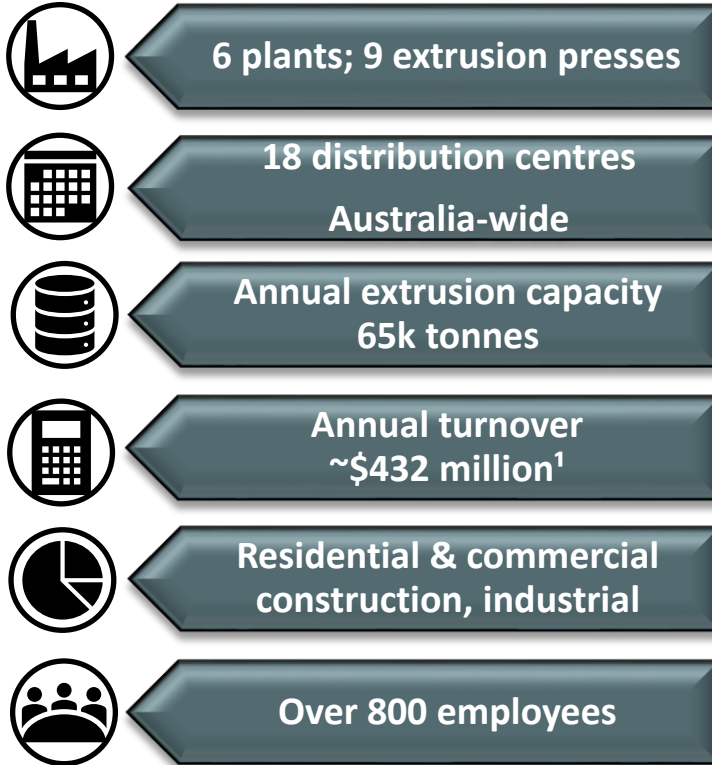 6 plants; 9 extrusion presses
18 distribution centres
Australia-wide
Annual extrusion capacity
65k tonnes
Annual turnover
~$432 million¹
Residential & commercial
construction, industrial
Over 800 employees